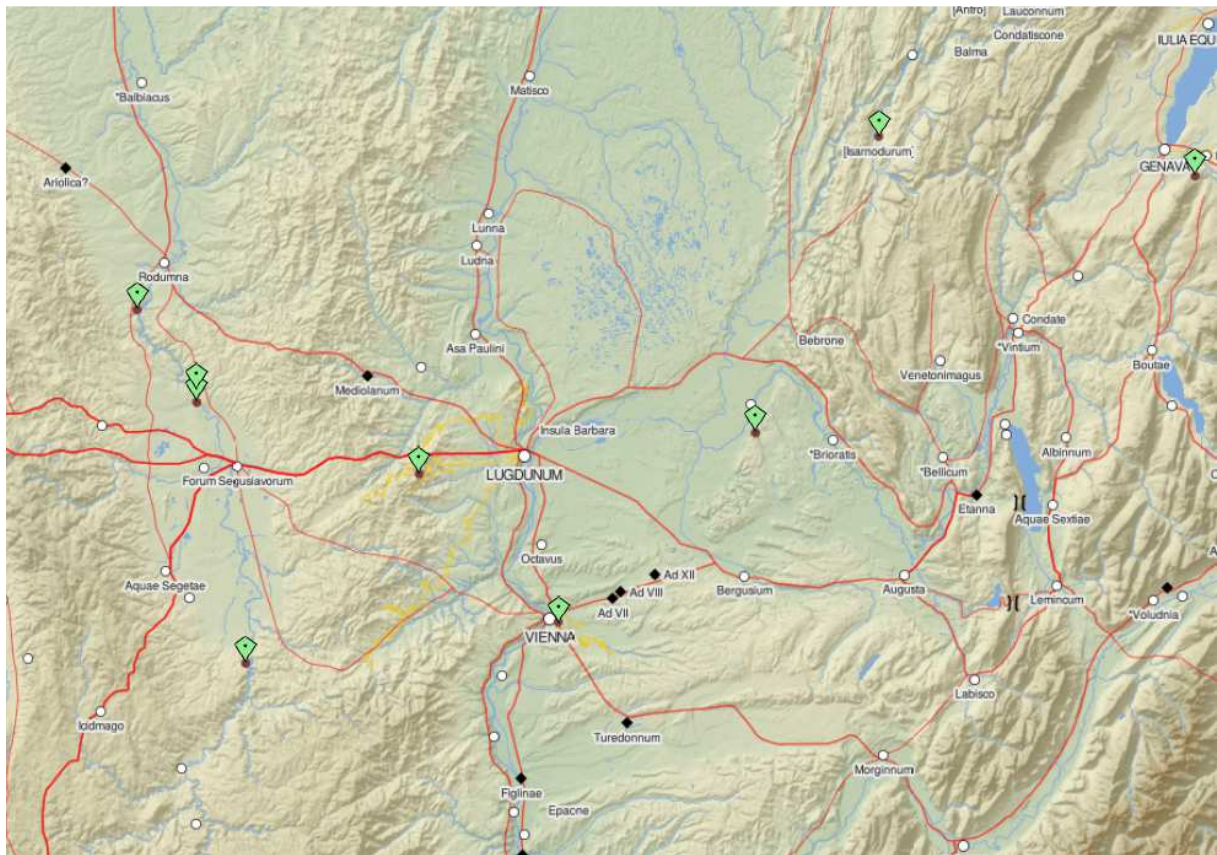 [Antro]
Lauconnum
Condatiscone
IULIA EQU
Balma
*Balbiacus
Matisco
[Isarnodurum]
GENAVA
Ariolica?
Lunna
Ludna
Rodumna
Condate
*Vintium
Asa Paulini
Bebrone
Boutae
Venetonimagus
Mediolanum
Insula Barbara
Albinnum
*Brioratis
LUGDUNUM
*Bellicum
Forum Segusiavorum
Etanna
Aquae Sextiae
Octavus
Ad XII
Aquae Segetae
Bergusium
Augusta
Lemincum
Ad VIII
Ad VII
*Voludnia
VIENNA
Labisco
Icidmago
Turedonnum
Morginnum
Figlinae
Epaone